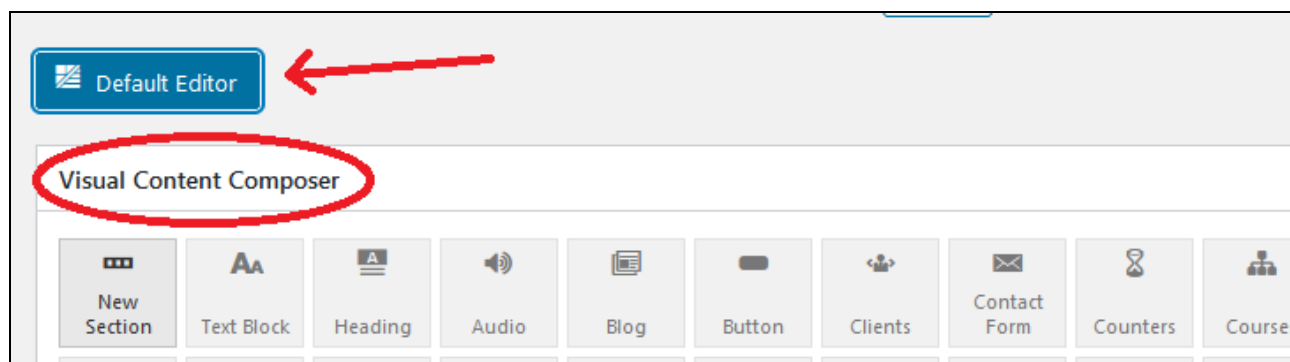 Default Editor
Visual Content Composer
New
Section
Text Block
Heading
Audio
Blog
Button
Clients
Contact
Form
Counters
Course